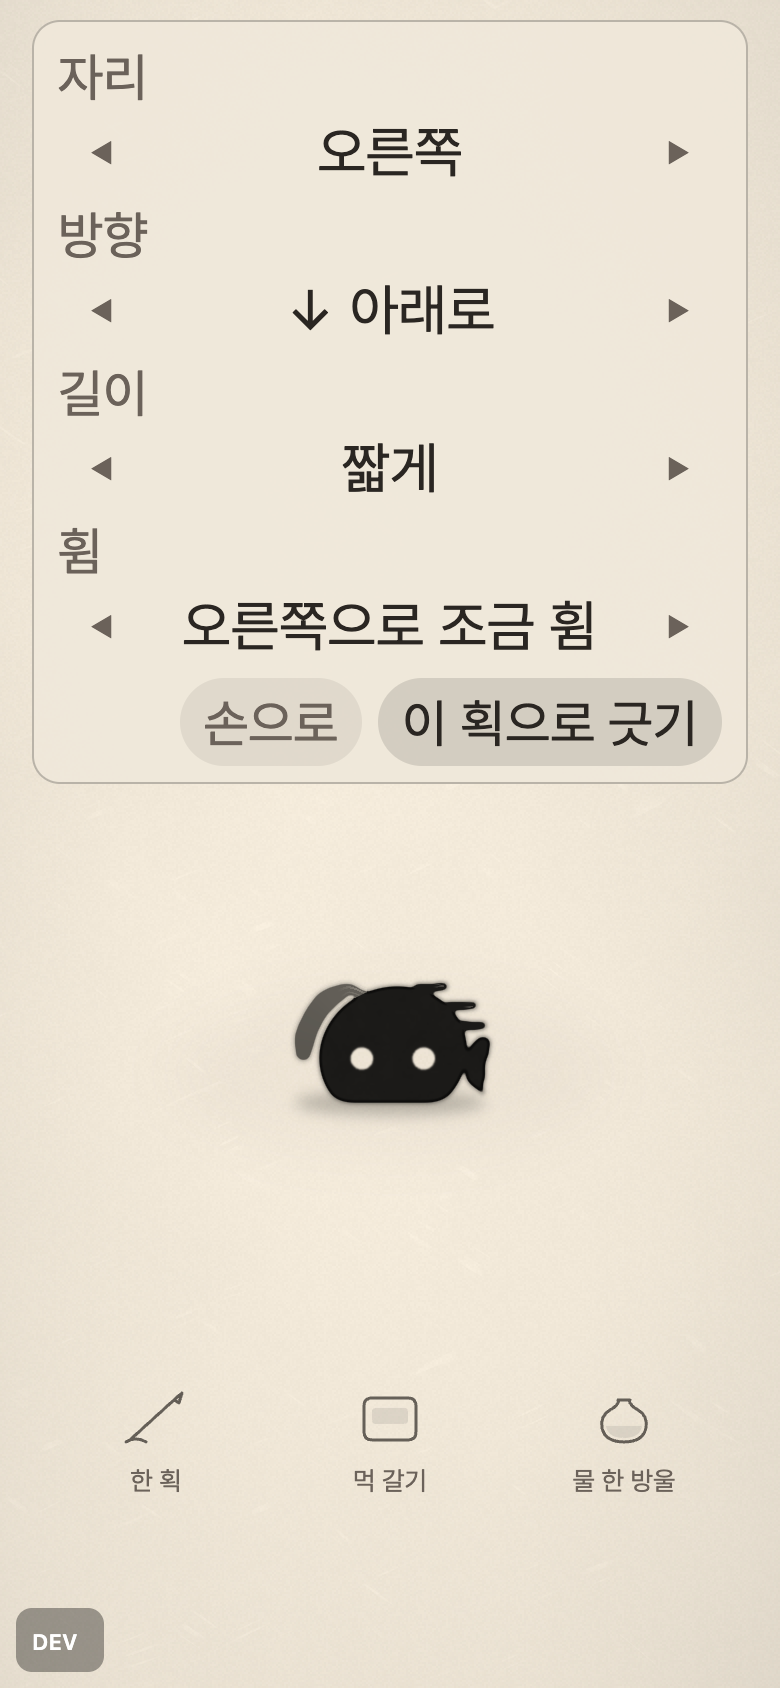 자리
◀ 오른쪽 ▶
방향
◀ ↓ 아래로 ▶
길이
◀ 짧게 ▶
휨
◀ 오른쪽으로 조금 휨 ▶
손으로 이 획으로 긋기
한 획 먹 갈기 물 한 방울
DEV